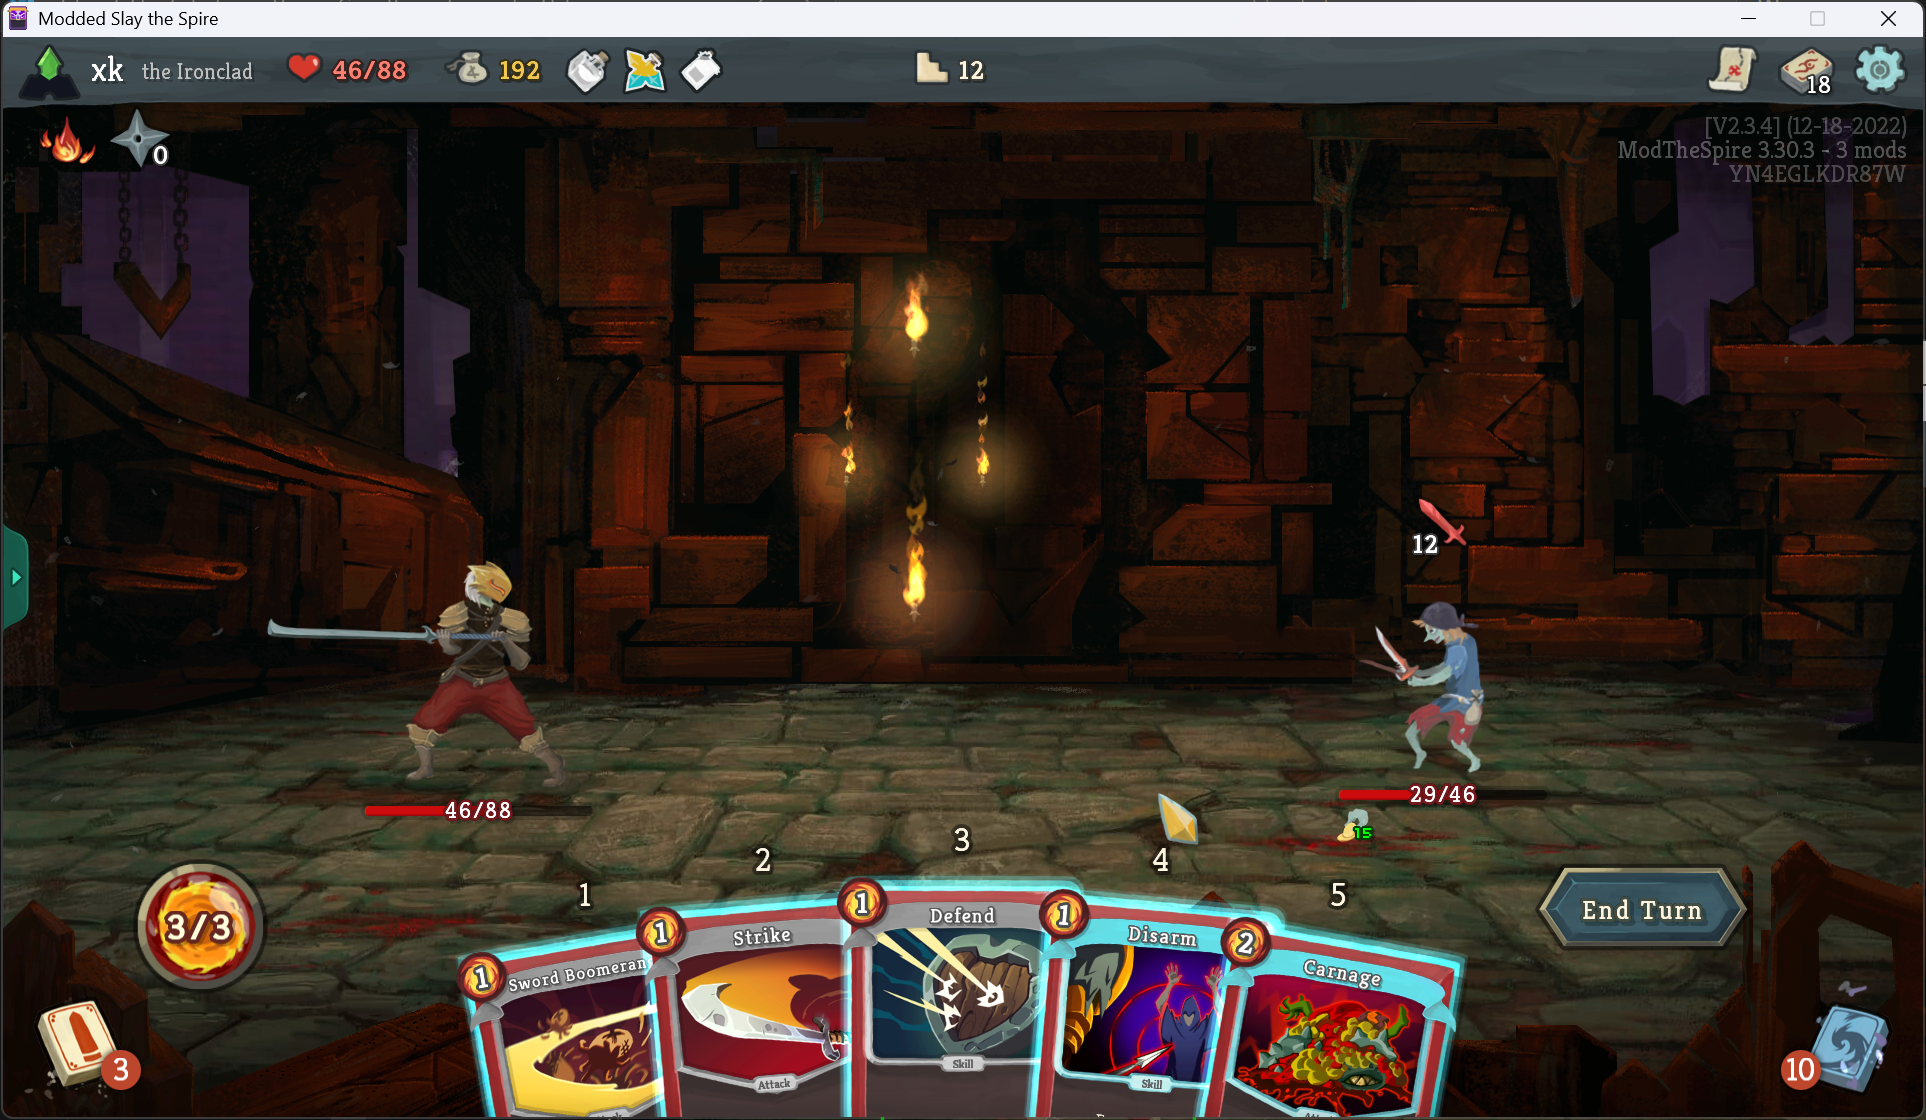 Modded Slay the Spire
xk the Ironclad 46/88 192 12 18
0
[V2.3.4] (12-18-2022)
ModTheSpire 3.30.3 - 3 mods
YN4EGLKDR87W
12
46/88
29/46
15
1 2 3 4 5
3/3
End Turn
1 Sword Boomeran
1 Strike
Attack
1 Defend
Skill
1 Disarm
Skill
2 Carnage
3
10